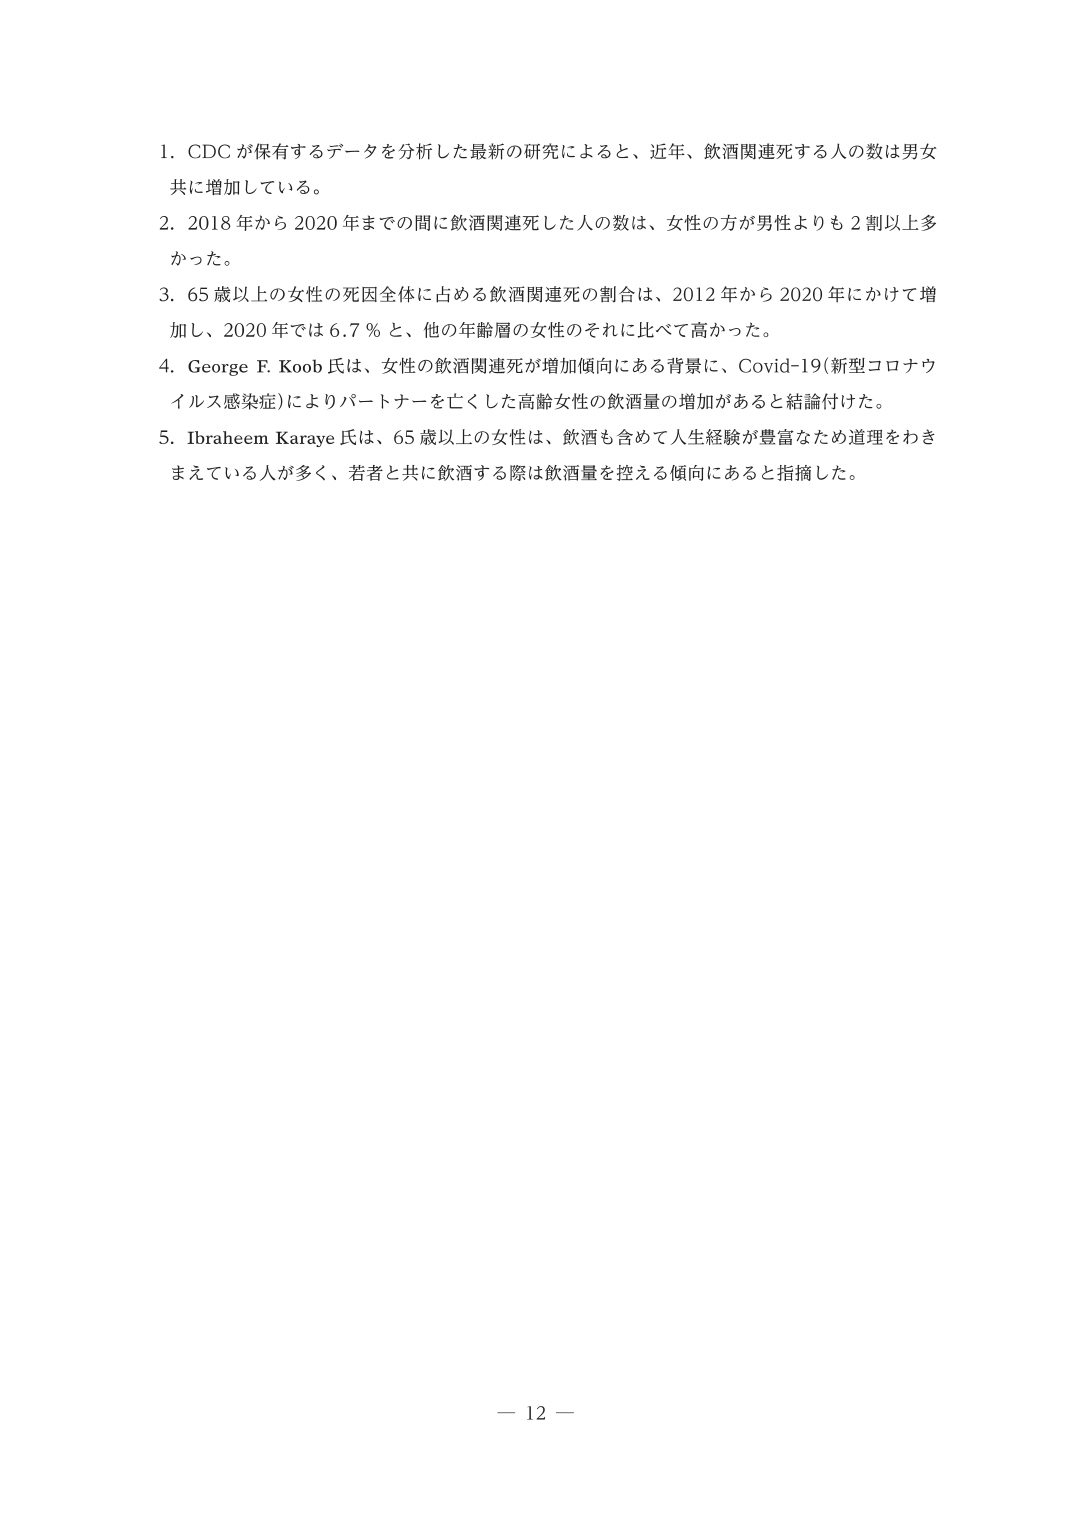 1. CDC が保有するデータを分析した最新の研究によると、近年、飲酒関連死する人の数は男女
共に増加している。
2. 2018 年から 2020 年までの間に飲酒関連死した人の数は、女性の方が男性よりも 2 割以上多
かった。
3. 65 歳以上の女性の死因全体に占める飲酒関連死の割合は、2012 年から 2020 年にかけて増
加し、2020 年では 6.7 % と、他の年齢層の女性のそれに比べて高かった。
4. George F. Koob 氏は、女性の飲酒関連死が増加傾向にある背景に、Covid-19(新型コロナウ
イルス感染症)によりパートナーを亡くした高齢女性の飲酒量の増加があると結論付けた。
5. Ibraheem Karaye 氏は、65 歳以上の女性は、飲酒も含めて人生経験が豊富なため道理をわき
まえている人が多く、若者と共に飲酒する際は飲酒量を控える傾向にあると指摘した。
— 12 —